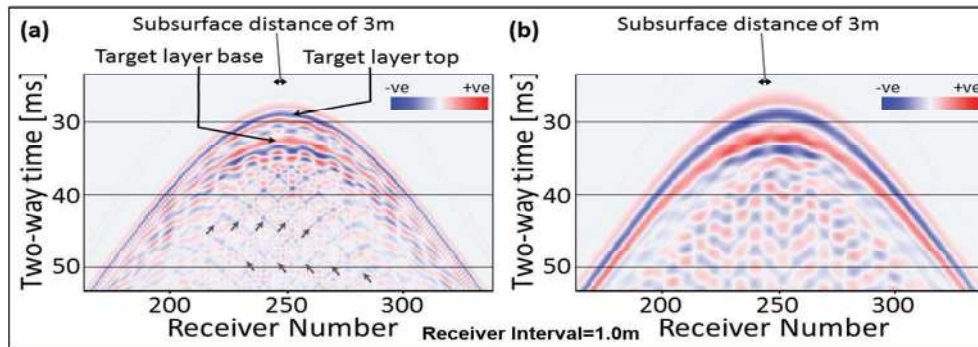 (a)
Subsurface distance of 3m
Target layer base
Target layer top
-ve
+ve
Two-way time [ms]
30
40
50
200
250
300
Receiver Number
(b)
Subsurface distance of 3m
-ve
+ve
Two-way time [ms]
30
40
50
200
250
300
Receiver Number
Receiver Interval=1.0m